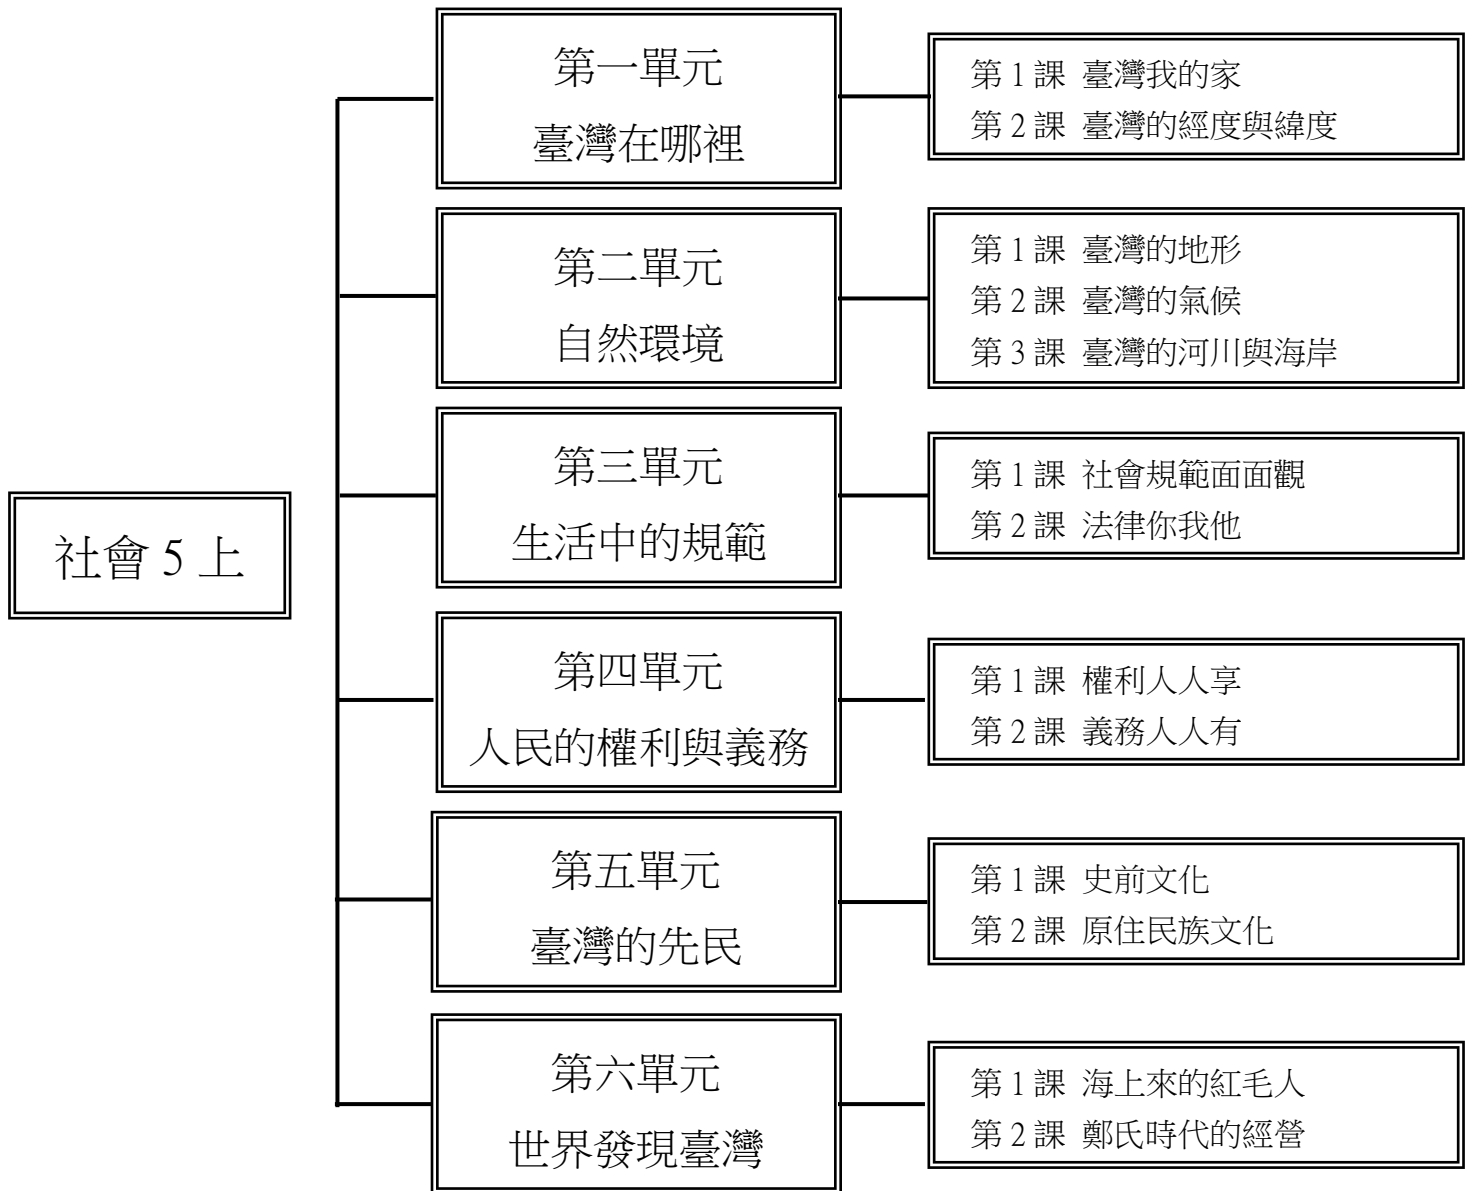 社會 5 上
第一單元
臺灣在哪裡
第 1 課 臺灣我的家
第 2 課 臺灣的經度與緯度
第二單元
自然環境
第 1 課 臺灣的地形
第 2 課 臺灣的氣候
第 3 課 臺灣的河川與海岸
第三單元
生活中的規範
第 1 課 社會規範面面觀
第 2 課 法律你我他
第四單元
人民的權利與義務
第 1 課 權利人人享
第 2 課 義務人人有
第五單元
臺灣的先民
第 1 課 史前文化
第 2 課 原住民族文化
第六單元
世界發現臺灣
第 1 課 海上來的紅毛人
第 2 課 鄭氏時代的經營